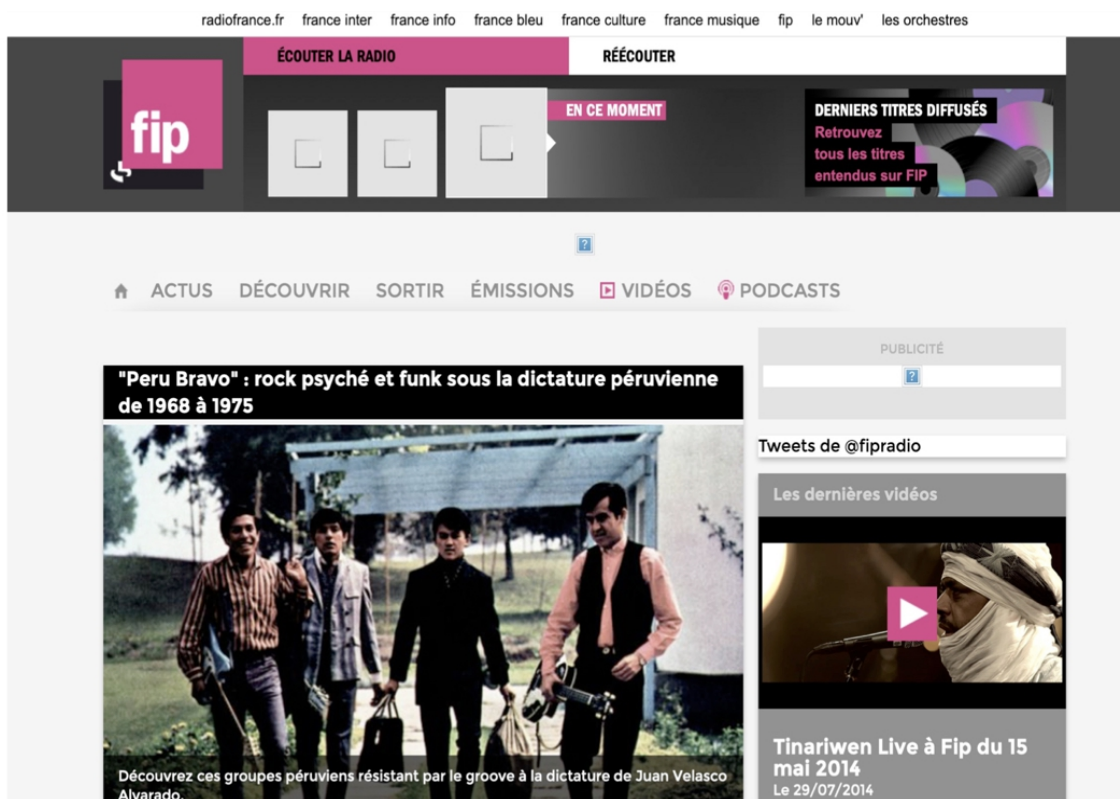 radiofrance.fr france inter france info france bleu france culture france musique fip le mouv' les orchestres
ÉCOUTER LA RADIO
RÉÉCOUTER
fip
EN CE MOMENT
DERNIERS TITRES DIFFUSÉS
Retrouvez
tous les titres
entendus sur FIP
ACTUS DÉCOUVRIR SORTIR ÉMISSIONS VIDÉOS PODCASTS
"Peru Bravo" : rock psyché et funk sous la dictature péruvienne
de 1968 à 1975
Découvrez ces groupes péruviens résistant par le groove à la dictature de Juan Velasco
Alvarado.
PUBLICITÉ
Tweets de @fipradio
Les dernières vidéos
Tinariwen Live à Fip du 15
mai 2014
Le 29/07/2014